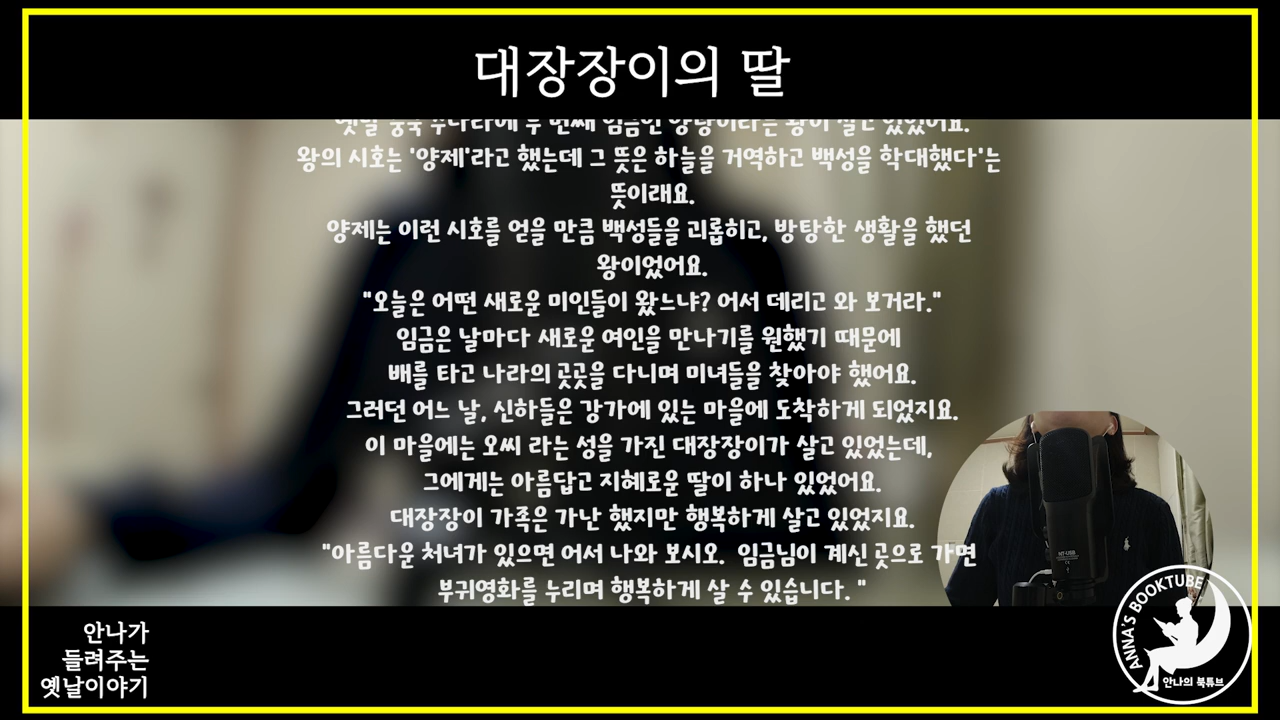 대장장이의 딸
왕의 시호는 '양제'라고 했는데 그 뜻은 하늘을 거역하고 백성을 학대했다'는
뜻이래요.
양제는 이런 시호를 얻을 만큼 백성들을 괴롭히고, 방탕한 생활을 했던
왕이었어요.
"오늘은 어떤 새로운 미인들이 왔느냐? 어서 데리고 와 보거라."
임금은 날마다 새로운 여인을 만나기를 원했기 때문에
배를 타고 나라의 곳곳을 다니며 미녀들을 찾아야 했어요.
그러던 어느 날, 신하들은 강가에 있는 마을에 도착하게 되었지요.
이 마을에는 오씨 라는 성을 가진 대장장이가 살고 있었는데,
그에게는 아름답고 지혜로운 딸이 하나 있었어요.
대장장이 가족은 가난 했지만 행복하게 살고 있었지요.
"아름다운 처녀가 있으면 어서 나와 보시오.  임금님이 계신 곳으로 가면
부귀영화를 누리며 행복하게 살 수 있습니다. "
NT-USB
안나가
들려주는
옛날이야기
ANNA'S BOOKTUBE
안나의 북튜브